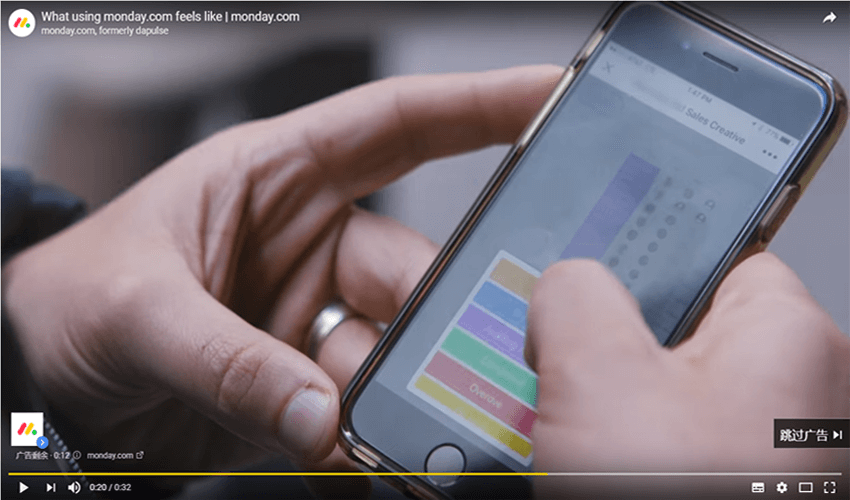 What using monday.com feels like | monday.com
monday.com, formerly dapulse
1:47 PM
77%
Sales Creative
Overdue
跳过广告
广告剩余 · 0:12
monday.com
0:20 / 0:32